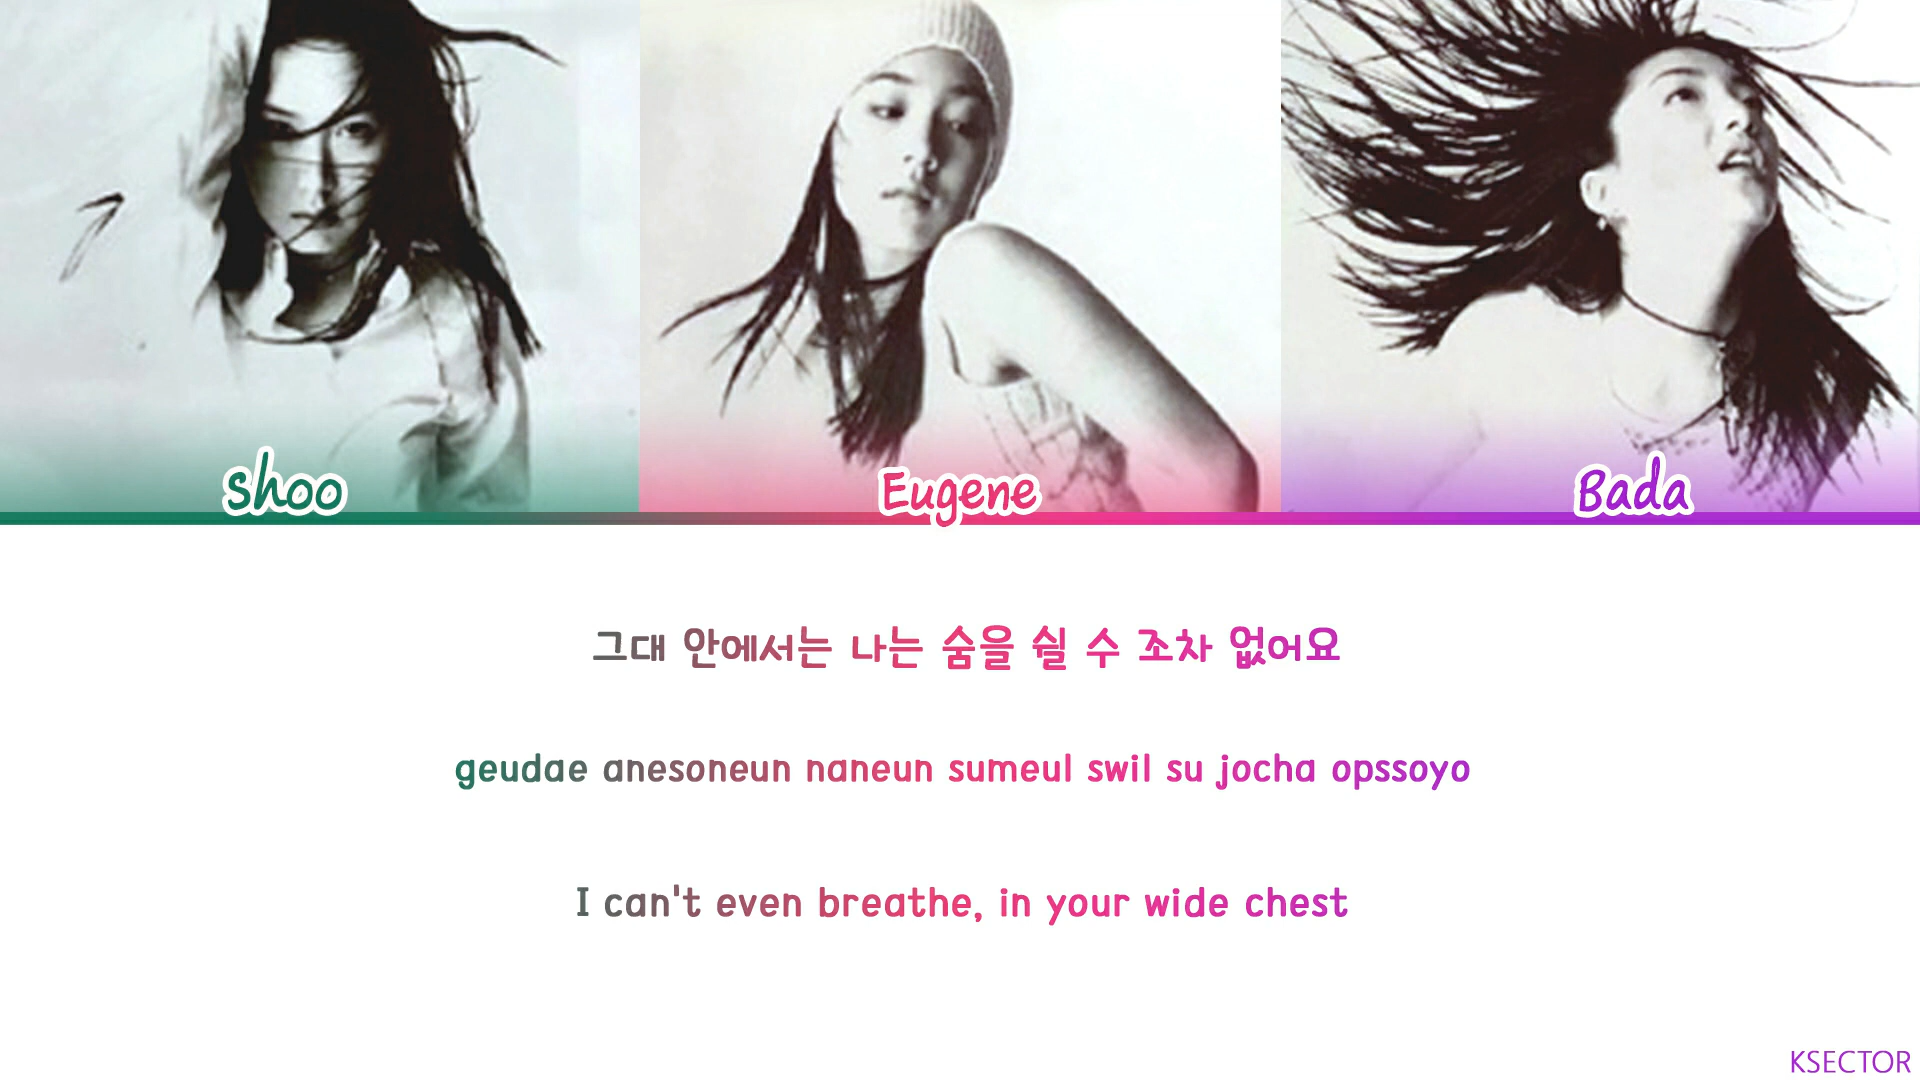 shoo
Eugene
Bada
그대 안에서는 나는 숨을 쉴 수 조차 없어요
geudae anesoneun naneun sumeul swil su jocha opssoyo
I can't even breathe, in your wide chest
KSECTOR